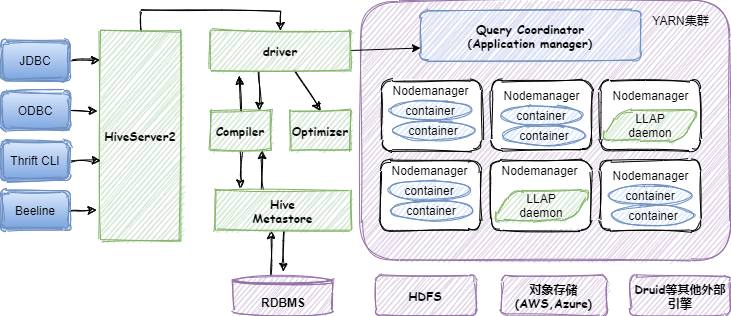 JDBC
ODBC
Thrift CLI
Beeline
HiveServer2
driver
Compiler
Optimizer
Hive
Metastore
RDBMS
Query Coordinator
(Application manager)
YARN集群
Nodemanager
container
container
Nodemanager
container
container
Nodemanager
LLAP
daemon
Nodemanager
container
container
Nodemanager
LLAP
daemon
Nodemanager
container
container
HDFS
对象存储
(AWS,Azure)
Druid等其他外部
引擎